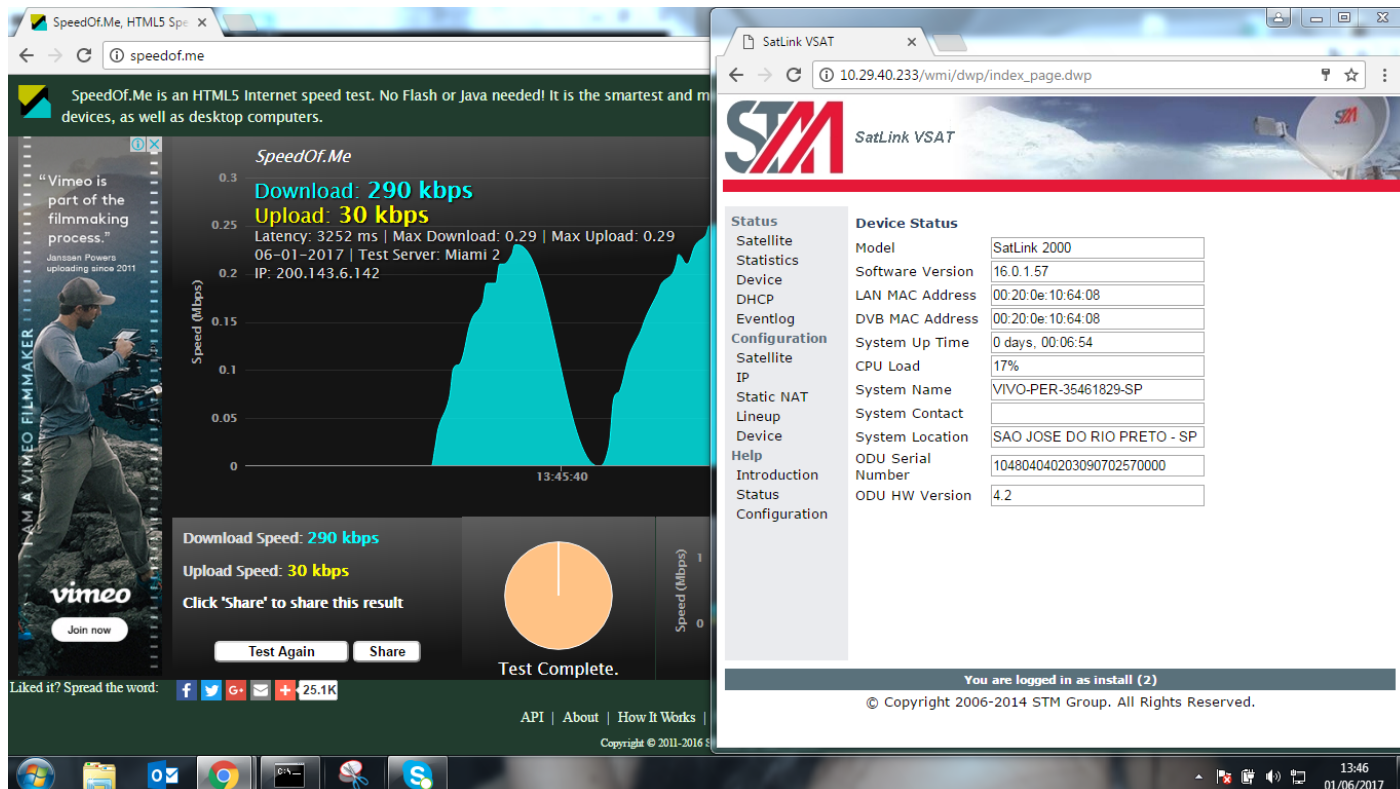 SpeedOf.Me, HTML5 Spe
speedof.me
SpeedOf.Me is an HTML5 Internet speed test. No Flash or Java needed! It is the smartest and m
devices, as well as desktop computers.
"Vimeo is
part of the
filmmaking
process."
Janssen Powers
uploading since 2011
I AM A VIMEO FILMMAKER
vimeo
Join now
SpeedOf.Me
Download: 290 kbps
Upload: 30 kbps
Latency: 3252 ms | Max Download: 0.29 | Max Upload: 0.29
06-01-2017 | Test Server: Miami 2
IP: 200.143.6.142
Speed (Mbps)
0.3
0.25
0.2
0.15
0.1
0.05
0
13:45:40
Download Speed: 290 kbps
Upload Speed: 30 kbps
Click 'Share' to share this result
Test Again
Share
Test Complete.
Speed (Mbps)
1
0
Liked it? Spread the word:
f
G+
25.1K
API | About | How It Works |
Copyright © 2011-2016 S
SatLink VSAT
10.29.40.233/wmi/dwp/index_page.dwp
STM
SatLink VSAT
STM
Status
Satellite
Statistics
Device
DHCP
Eventlog
Configuration
Satellite
IP
Static NAT
Lineup
Device
Help
Introduction
Status
Configuration
Device Status
Model SatLink 2000
Software Version 16.0.1.57
LAN MAC Address 00:20:0e:10:64:08
DVB MAC Address 00:20:0e:10:64:08
System Up Time 0 days, 00:06:54
CPU Load 17%
System Name VIVO-PER-35461829-SP
System Contact
System Location SAO JOSE DO RIO PRETO - SP
ODU Serial
Number 104804040203090702570000
ODU HW Version 4.2
You are logged in as install (2)
© Copyright 2006-2014 STM Group. All Rights Reserved.
C:\
13:46
01/06/2017